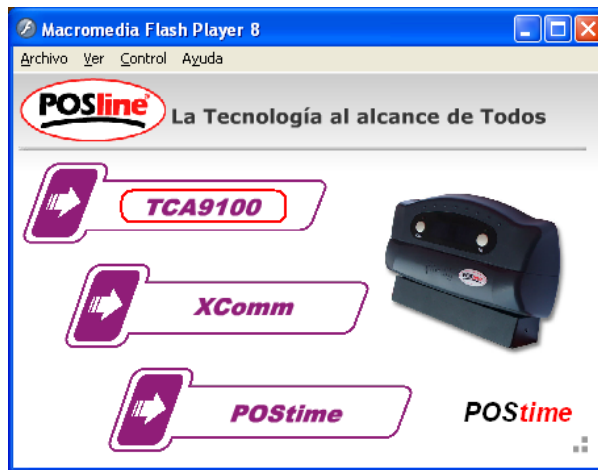 Macromedia Flash Player 8
Archivo Ver Control Ayuda
POSline
La Tecnología al alcance de Todos
TCA9100
XComm
POStime
POStime